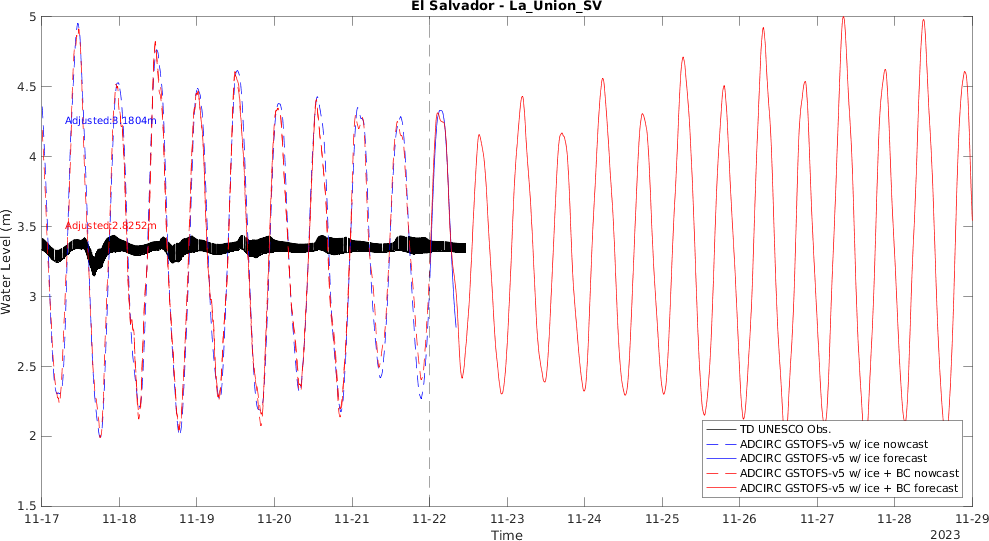 El Salvador - La_Union_SV
Water Level (m)
5
4.5
4
3.5
3
2.5
2
1.5
Adjusted:3.1804m
Adjusted:2.8252m
TD UNESCO Obs.
ADCIRC GSTOFS-v5 w/ ice nowcast
ADCIRC GSTOFS-v5 w/ ice forecast
ADCIRC GSTOFS-v5 w/ ice + BC nowcast
ADCIRC GSTOFS-v5 w/ ice + BC forecast
11-17 11-18 11-19 11-20 11-21 11-22 11-23 11-24 11-25 11-26 11-27 11-28 11-29
Time
2023